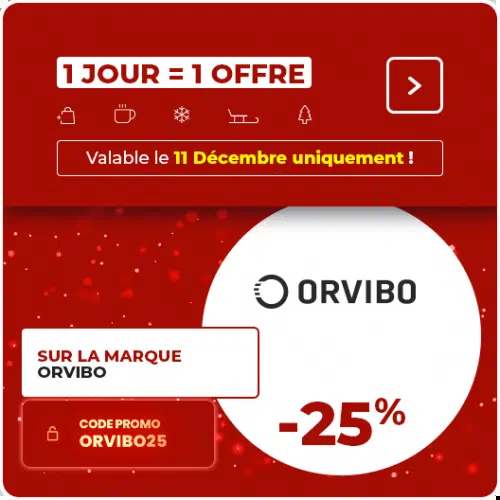 1 JOUR = 1 OFFRE
Valable le 11 Décembre uniquement !
ORVIBO
SUR LA MARQUE
ORVIBO
-25%
CODE PROMO
ORVIBO25